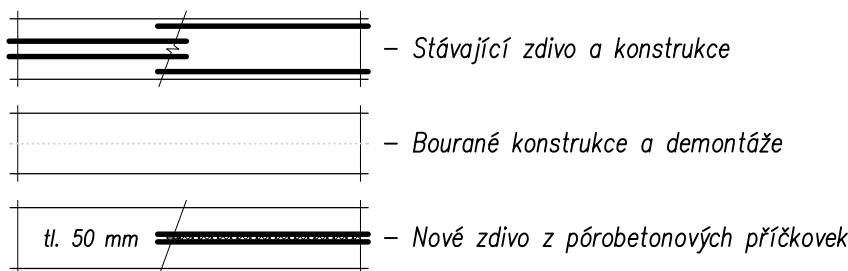 – Stávající zdivo a konstrukce
– Bourané konstrukce a demontáže
tl. 50 mm – Nové zdivo z pórobetonových příčkovek